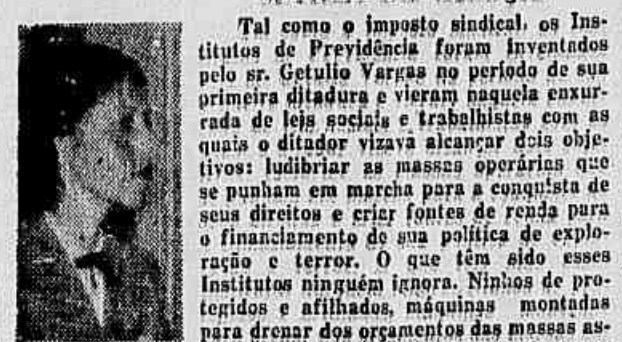 Tal como o imposto sindical, os Ins-
titutos de Previdência foram inventados
pelo sr. Getulio Vargas no período de sua
primeira ditadura e vieram naquela enxur-
rada de leis sociais e trabalhistas com as
quais o ditador vizava alcançar dois obje-
tivos: ludibriar as massas operárias que
se punham em marcha para a conquista de
seus direitos e criar fontes de renda para
o financiamento de sua política de explo-
ração e terror. O que têm sido esses
Institutos ninguém ignora. Ninhos de pro-
tegidos e afilhados, máquinas montadas
para drenar dos orçamentos das massas as-